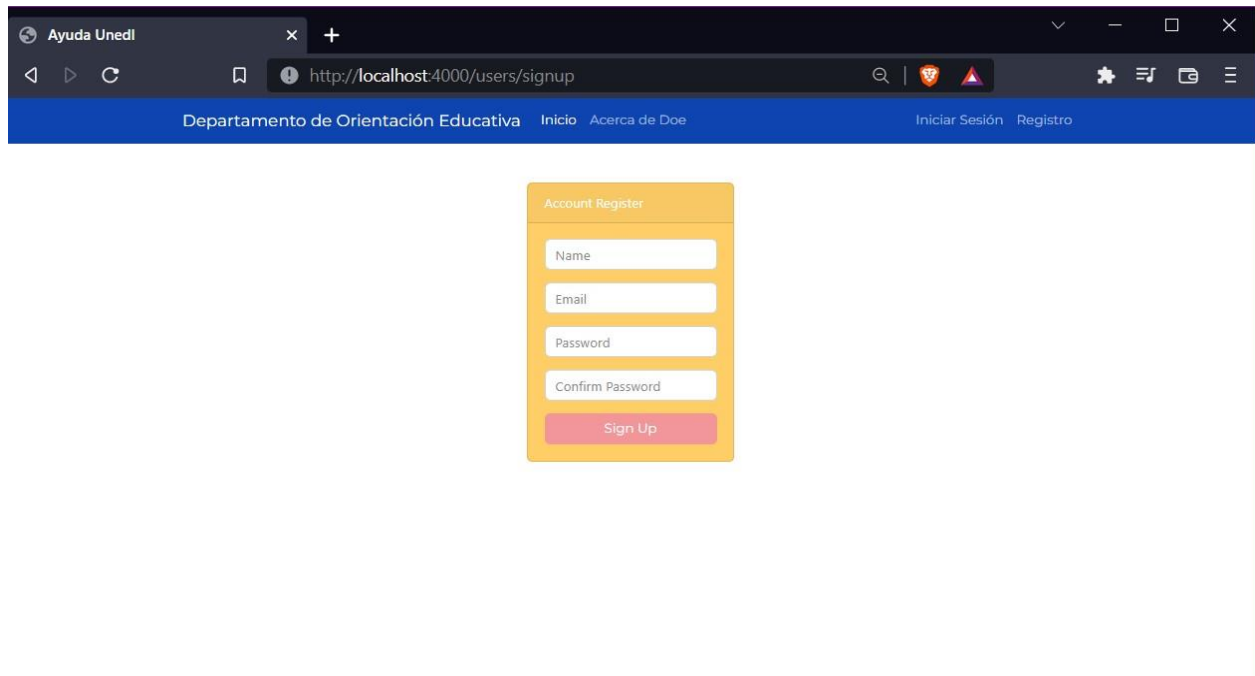 Ayuda Unedl
http://localhost:4000/users/signup
Departamento de Orientación Educativa Inicio Acerca de Doe Iniciar Sesión Registro
Account Register
Name
Email
Password
Confirm Password
Sign Up